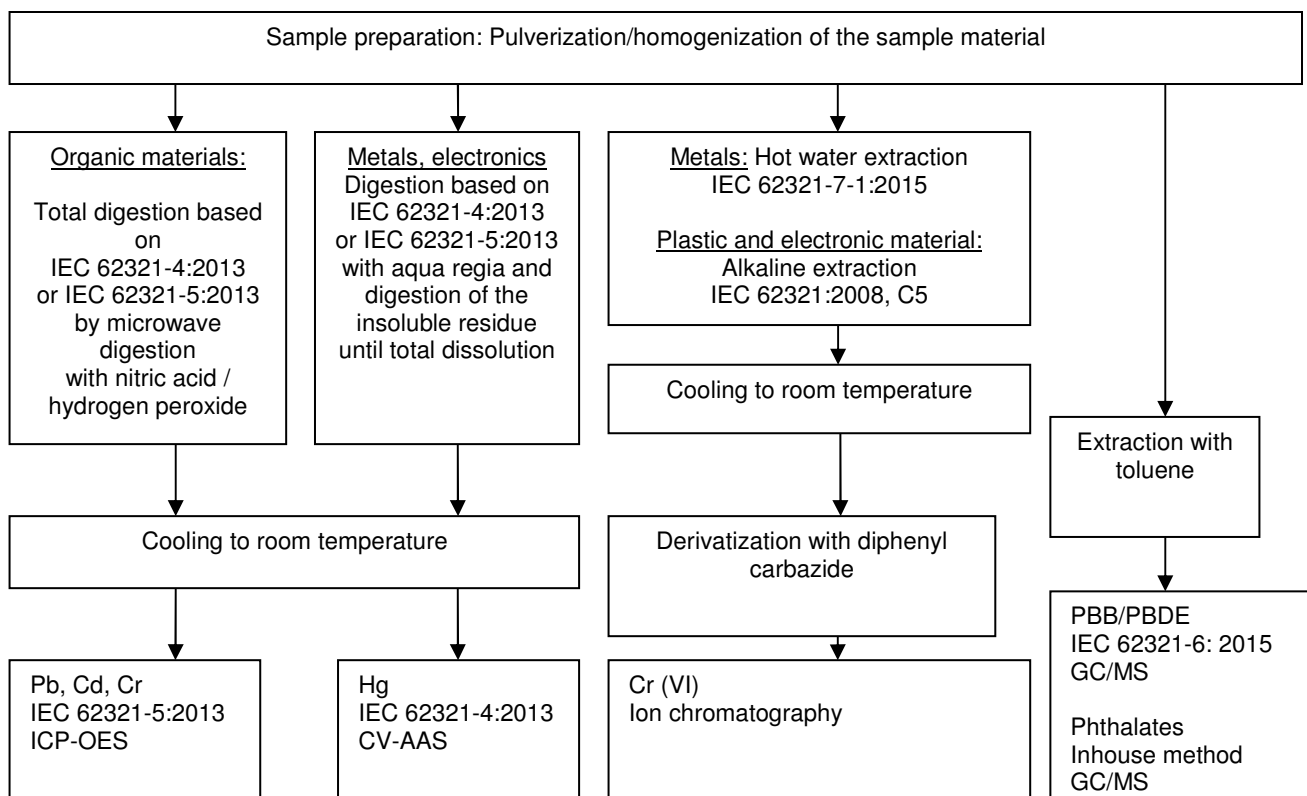 Sample preparation: Pulverization/homogenization of the sample material
Organic materials:
Total digestion based
on
IEC 62321-4:2013
or IEC 62321-5:2013
by microwave
digestion
with nitric acid /
hydrogen peroxide
Metals, electronics
Digestion based on
IEC 62321-4:2013
or IEC 62321-5:2013
with aqua regia and
digestion of the
insoluble residue
until total dissolution
Metals: Hot water extraction
IEC 62321-7-1:2015
Plastic and electronic material:
Alkaline extraction
IEC 62321:2008, C5
Cooling to room temperature
Extraction with
toluene
Cooling to room temperature
Derivatization with diphenyl
carbazide
Pb, Cd, Cr
IEC 62321-5:2013
ICP-OES
Hg
IEC 62321-4:2013
CV-AAS
Cr (VI)
Ion chromatography
PBB/PBDE
IEC 62321-6: 2015
GC/MS
Phthalates
Inhouse method
GC/MS